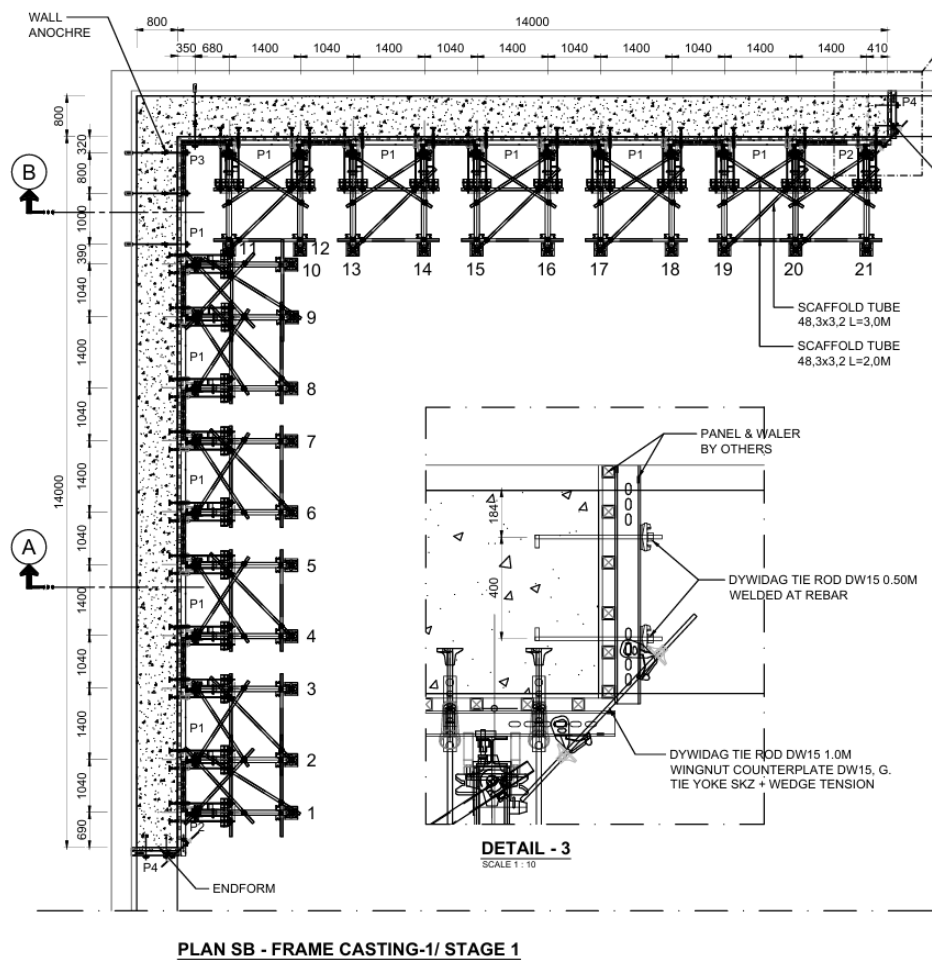 WALL
ANOCHRE
800
14000
350 680 1400 1040 1400 1040 1400 1040 1400 1040 1400 1400 410
800
320
800
1000
390
1040
1400
1040
1400
1040
1400
1040
1400
1040
690
14000
B
A
P4
P3
P1 P1 P1 P1 P1 P2
P1
11 12
10
13 14 15 16 17 18 19 20 21
9
P1
8
7
P1
6
5
P1
4
3
P1
2
1
P2
P4
ENDFORM
SCAFFOLD TUBE
48,3x3,2 L=3,0M
SCAFFOLD TUBE
48,3x3,2 L=2,0M
PANEL & WALER
BY OTHERS
184
400
DYWIDAG TIE ROD DW15 0.50M
WELDED AT REBAR
DYWIDAG TIE ROD DW15 1.0M
WINGNUT COUNTERPLATE DW15, G.
TIE YOKE SKZ + WEDGE TENSION
DETAIL - 3
SCALE 1 : 10
PLAN SB - FRAME CASTING-1/ STAGE 1